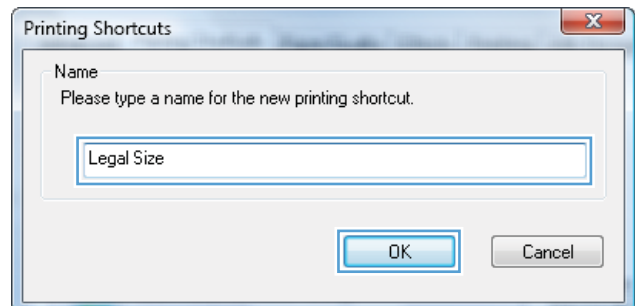 Printing Shortcuts
Name
Please type a name for the new printing shortcut.
Legal Size
OK
Cancel